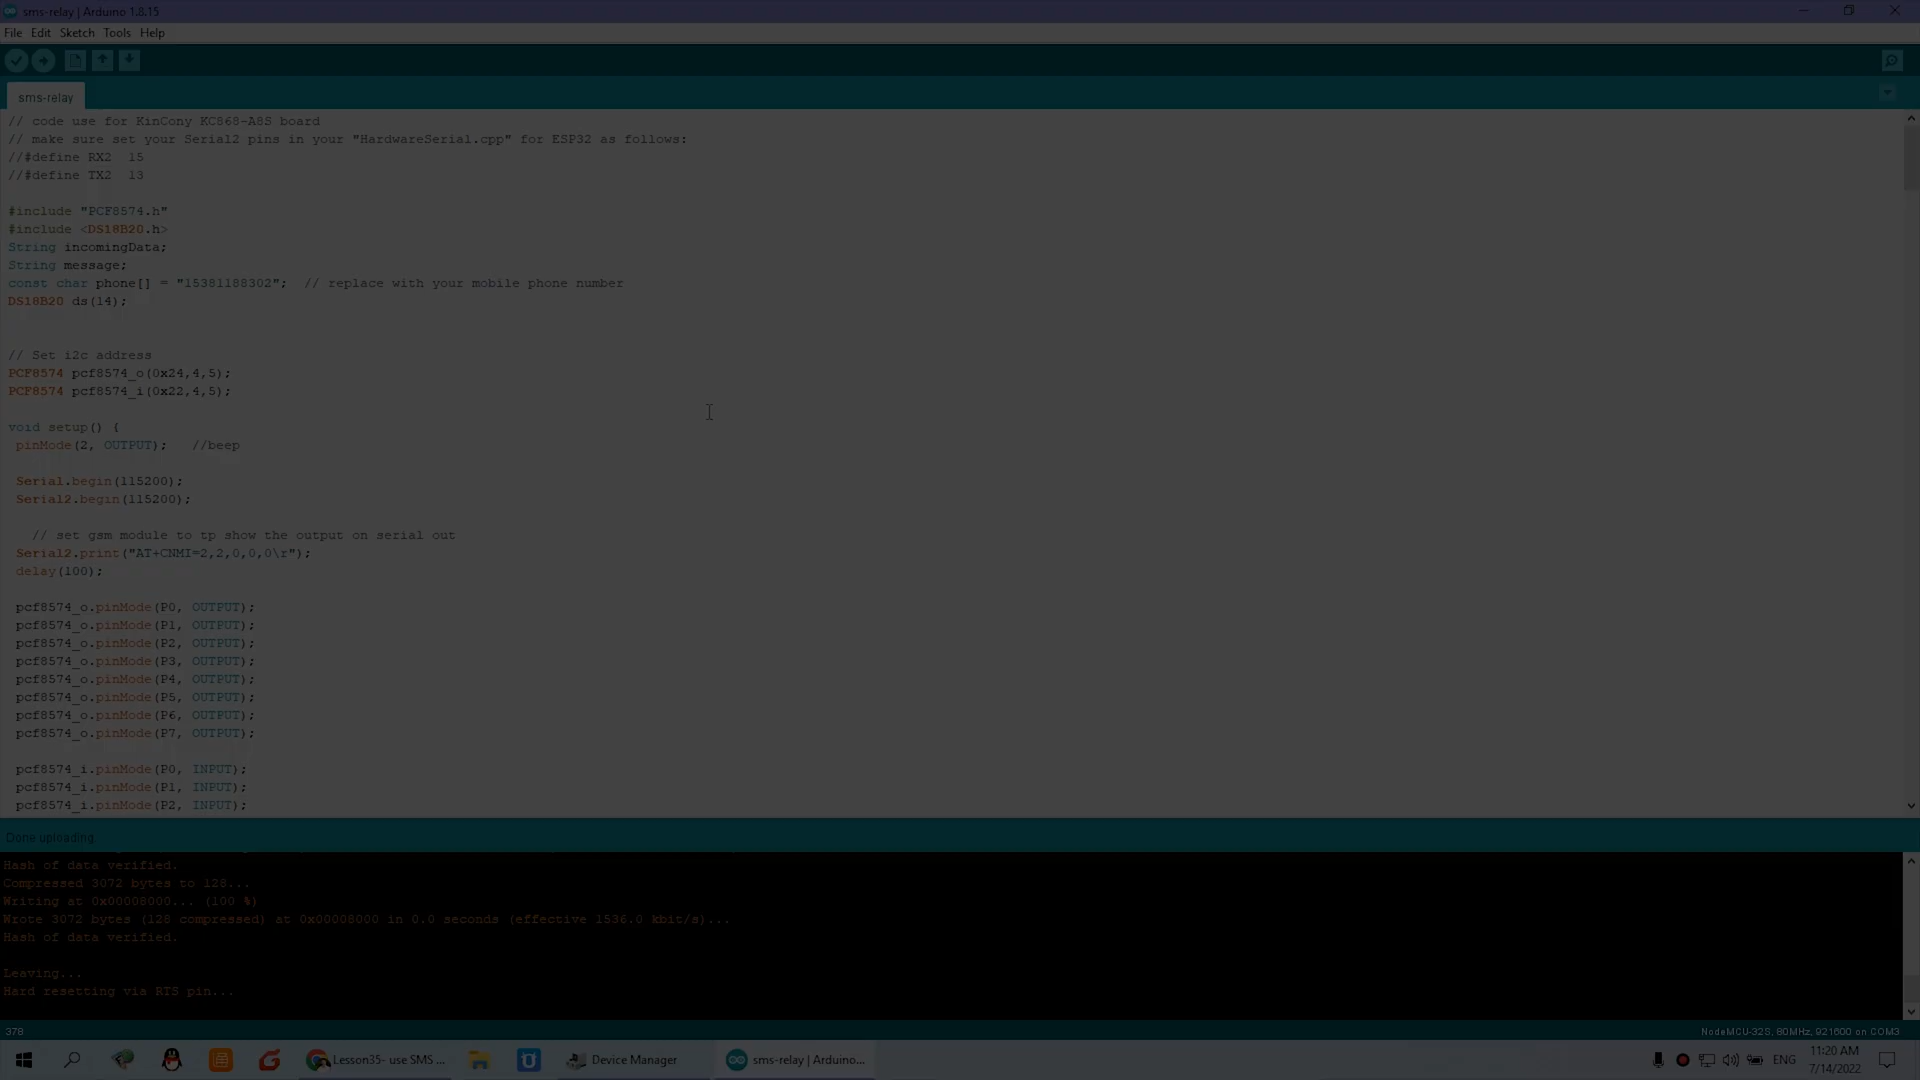 sms-relay | Arduino 1.8.15
File Edit Sketch Tools Help
sms-relay
// code use for KinCony KC868-A8S board
// make sure set your Serial2 pins in your "HardwareSerial.cpp" for ESP32 as follows:
//#define RX2  15
//#define TX2  13
#include "PCF8574.h"
#include <DS18B20.h>
String incomingData;
String message;
const char phone[] = "15381188302";  // replace with your mobile phone number
DS18B20 ds(14);
// Set i2c address
PCF8574 pcf8574_o(0x24,4,5);
PCF8574 pcf8574_i(0x22,4,5);
void setup() {
pinMode(2, OUTPUT);   //beep
Serial.begin(115200);
Serial2.begin(115200);
// set gsm module to tp show the output on serial out
Serial2.print("AT+CNMI=2,2,0,0,0\r");
delay(100);
pcf8574_o.pinMode(P0, OUTPUT);
pcf8574_o.pinMode(P1, OUTPUT);
pcf8574_o.pinMode(P2, OUTPUT);
pcf8574_o.pinMode(P3, OUTPUT);
pcf8574_o.pinMode(P4, OUTPUT);
pcf8574_o.pinMode(P5, OUTPUT);
pcf8574_o.pinMode(P6, OUTPUT);
pcf8574_o.pinMode(P7, OUTPUT);
pcf8574_i.pinMode(P0, INPUT);
pcf8574_i.pinMode(P1, INPUT);
pcf8574_i.pinMode(P2, INPUT);
Done uploading.
Hash of data verified.
Compressed 3072 bytes to 128...
Writing at 0x00008000... (100 %)
Wrote 3072 bytes (128 compressed) at 0x00008000 in 0.0 seconds (effective 1536.0 kbit/s)...
Hash of data verified.
Leaving...
Hard resetting via RTS pin...
378
NodeMCU-32S, 80MHz, 921600 on COM3
Lesson35- use SMS ...
Device Manager
sms-relay | Arduino...
ENG
11:20 AM
7/14/2022